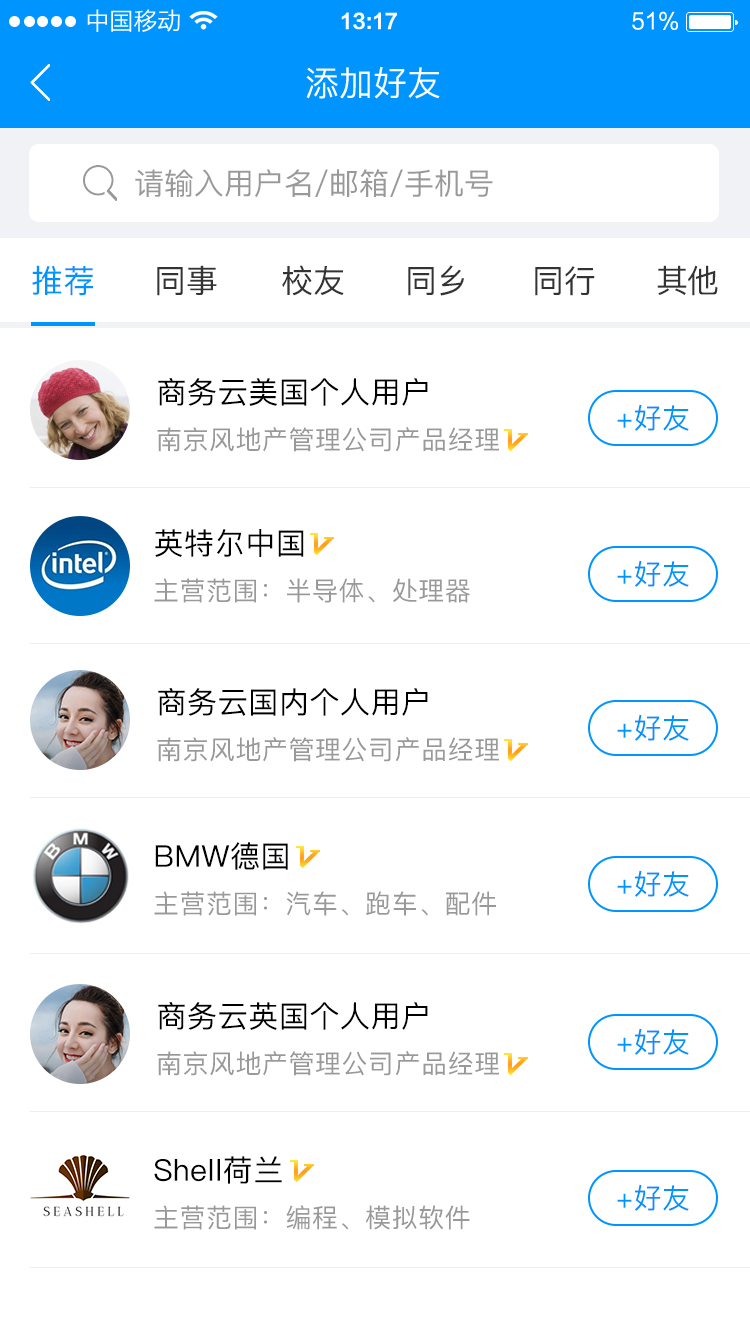 中国移动 13:17 51%
添加好友
请输入用户名/邮箱/手机号
推荐 同事 校友 同乡 同行 其他
商务云美国个人用户
南京风地产管理公司产品经理
+好友
intel
英特尔中国
主营范围：半导体、处理器
+好友
商务云国内个人用户
南京风地产管理公司产品经理
+好友
BMW
BMW德国
主营范围：汽车、跑车、配件
+好友
商务云英国个人用户
南京风地产管理公司产品经理
+好友
SEASHELL
Shell荷兰
主营范围：编程、模拟软件
+好友